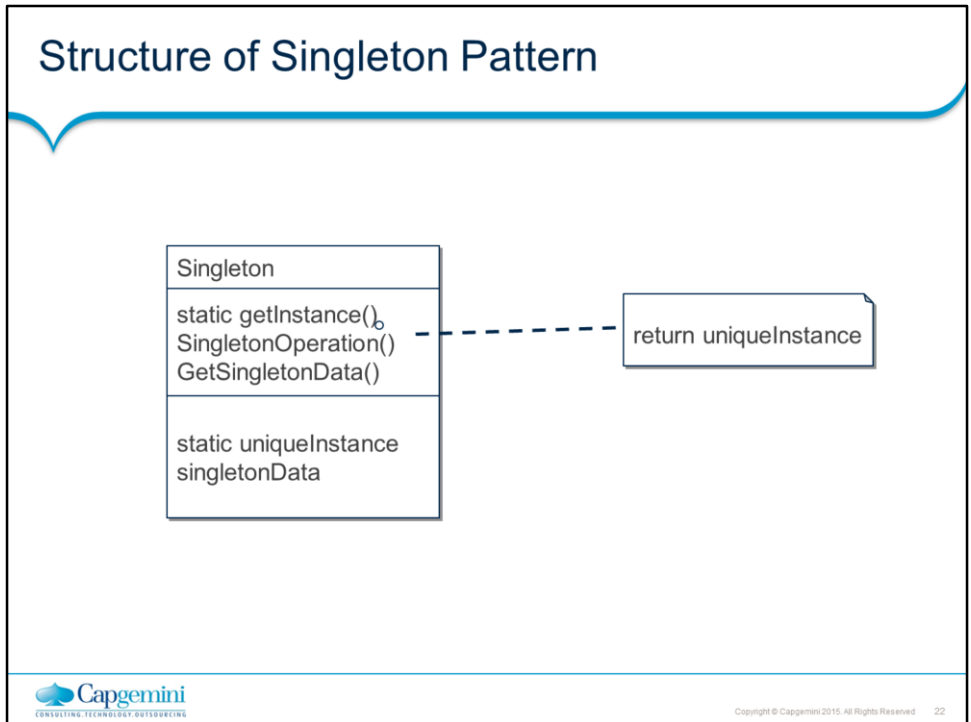 Structure of Singleton Pattern
Singleton
static getInstance()
SingletonOperation()
GetSingletonData()
return uniqueInstance
static uniqueInstance
singletonData
Capgemini
CONSULTING.TECHNOLOGY.OUTSOURCING
Copyright © Capgemini 2015. All Rights Reserved 22